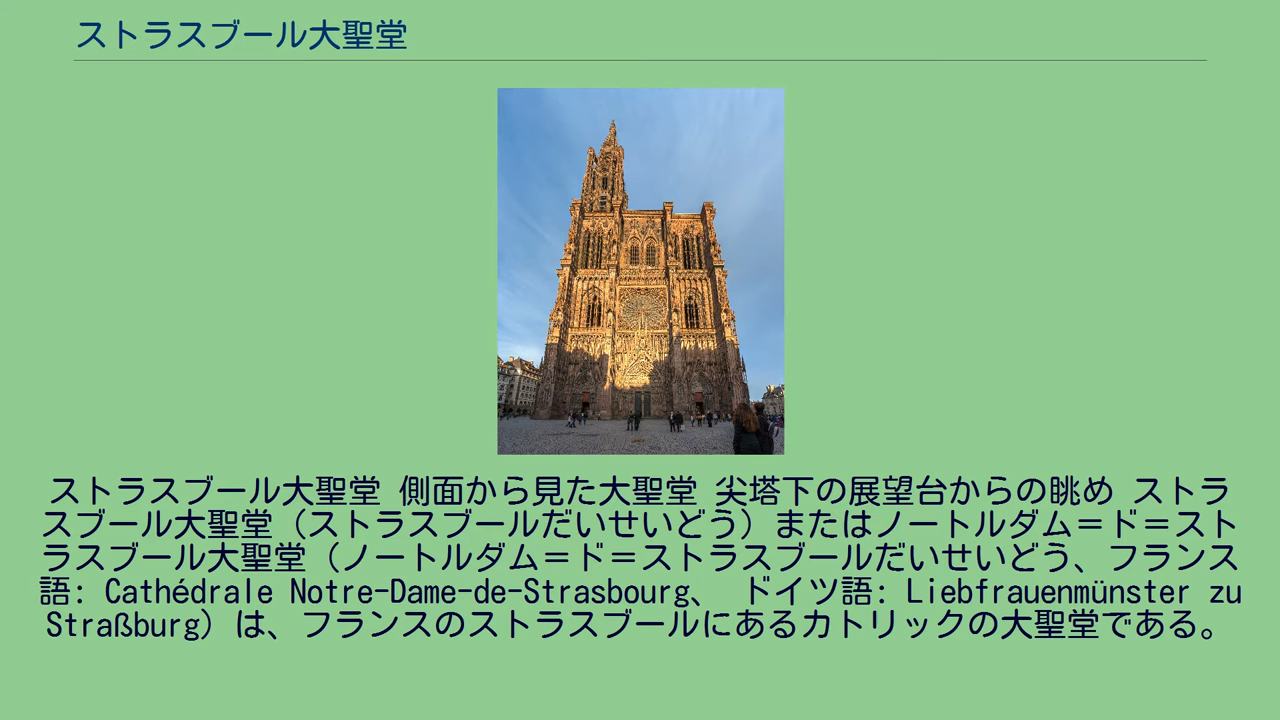 ストラスブール大聖堂
ストラスブール大聖堂 側面から見た大聖堂 尖塔下の展望台からの眺め ストラ
スブール大聖堂（ストラスブールだいせいどう）またはノートルダム＝ド＝スト
ラスブール大聖堂（ノートルダム＝ド＝ストラスブールだいせいどう、フランス
語: Cathédrale Notre-Dame-de-Strasbourg、 ドイツ語: Liebfrauenmünster zu
Straßburg）は、フランスのストラスブールにあるカトリックの大聖堂である。